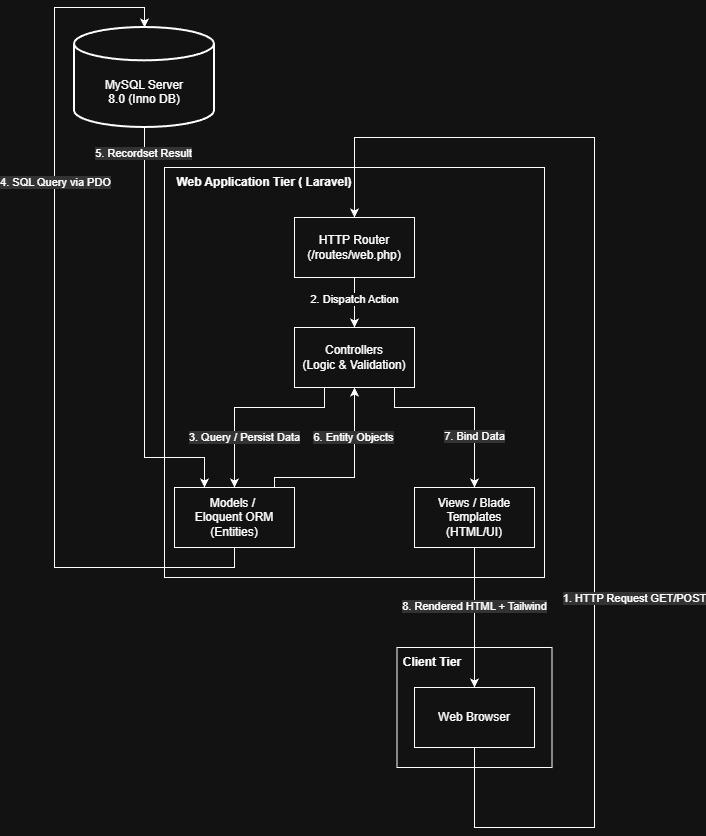 MySQL Server
8.0 (Inno DB)
5. Recordset Result
4. SQL Query via PDO
Web Application Tier ( Laravel)
HTTP Router
(/routes/web.php)
2. Dispatch Action
Controllers
(Logic & Validation)
3. Query / Persist Data
6. Entity Objects
7. Bind Data
Models /
Eloquent ORM
(Entities)
Views / Blade
Templates
(HTML/UI)
8. Rendered HTML + Tailwind
1. HTTP Request GET/POST
Client Tier
Web Browser